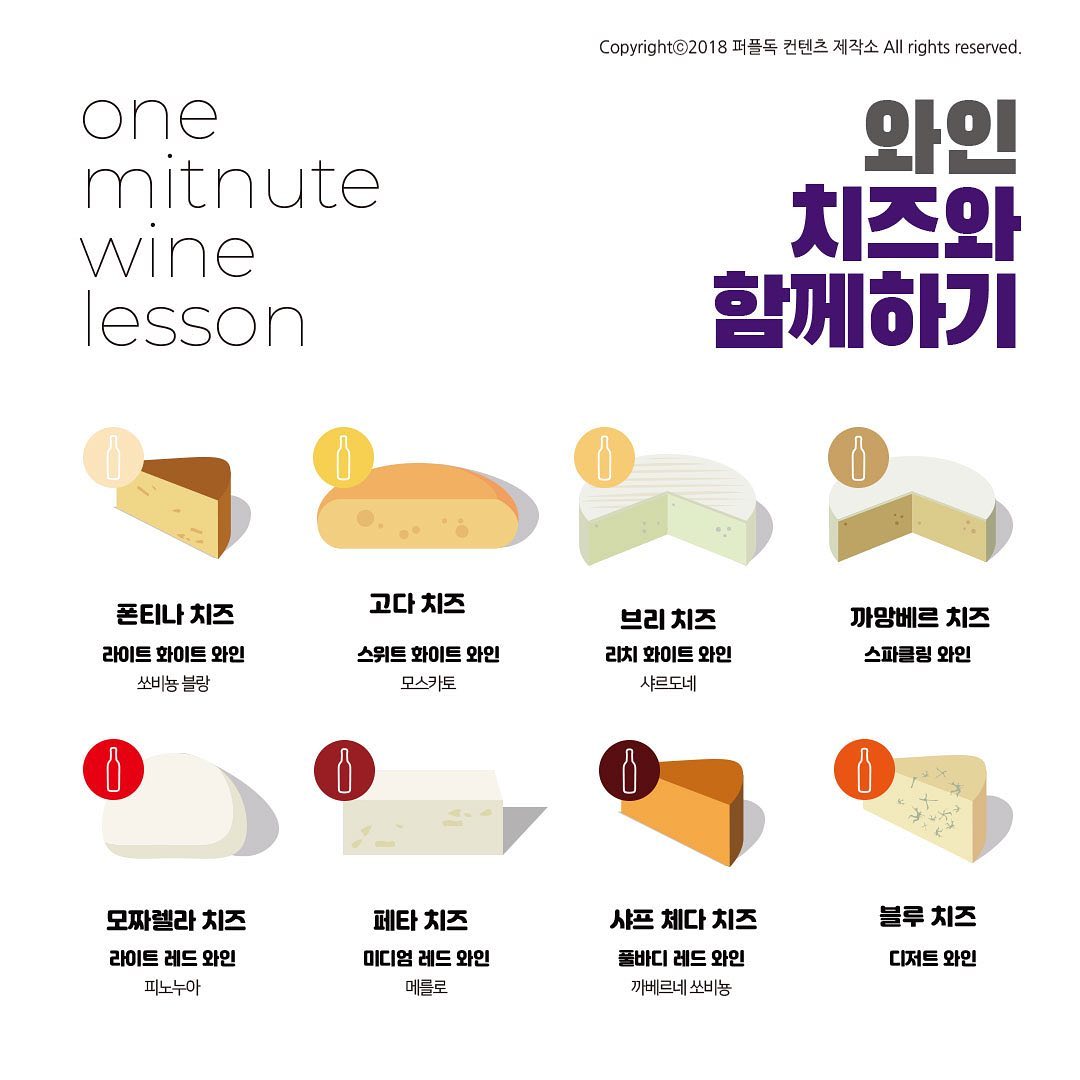 Copyrightⓒ2018 퍼플독 컨텐츠 제작소 All rights reserved.
one
mitnute
wine
lesson
와인
치즈와
함께하기
폰티나 치즈
라이트 화이트 와인
쏘비뇽 블랑
고다 치즈
스위트 화이트 와인
모스카토
브리 치즈
리치 화이트 와인
샤르도네
까망베르 치즈
스파클링 와인
모짜렐라 치즈
라이트 레드 와인
피노누아
페타 치즈
미디엄 레드 와인
메를로
샤프 체다 치즈
풀바디 레드 와인
까베르네 쏘비뇽
블루 치즈
디저트 와인